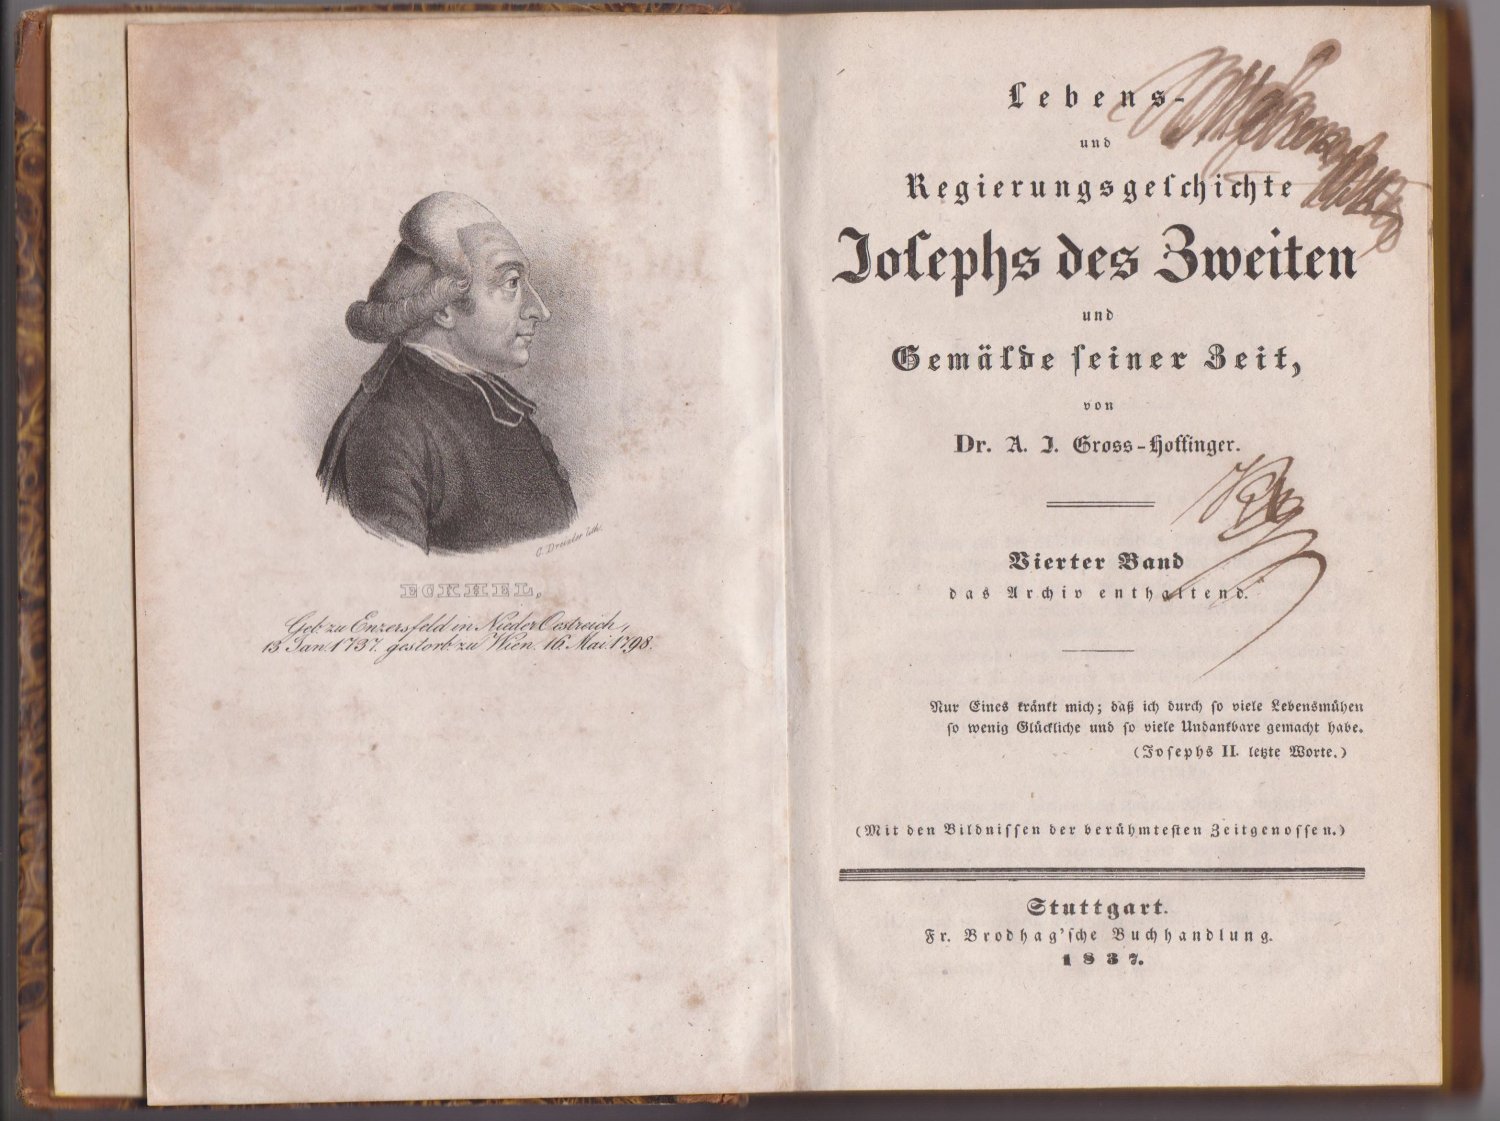 G. Dreisler lith.
ECKHEL,
Geb. zu Enzersfeld in Nieder Oestreich,
13 Jan. 1737. gestorb. zu Wien. 16. Mai. 1798.
Lebens-
und
Regierungsgeschichte
Josephs des Zweiten
und
Gemälde seiner Zeit,
von
Dr. A. J. Gross-Hoffinger.
Vierter Band
das Archiv enthaltend.
Nur Eines kränkt mich; daß ich durch so viele Lebensmühen
so wenig Glückliche und so viele Undankbare gemacht habe.
(Josephs II. letzte Worte.)
(Mit den Bildnissen der berühmtesten Zeitgenossen.)
Stuttgart.
Fr. Brodhag'sche Buchhandlung.
1837.